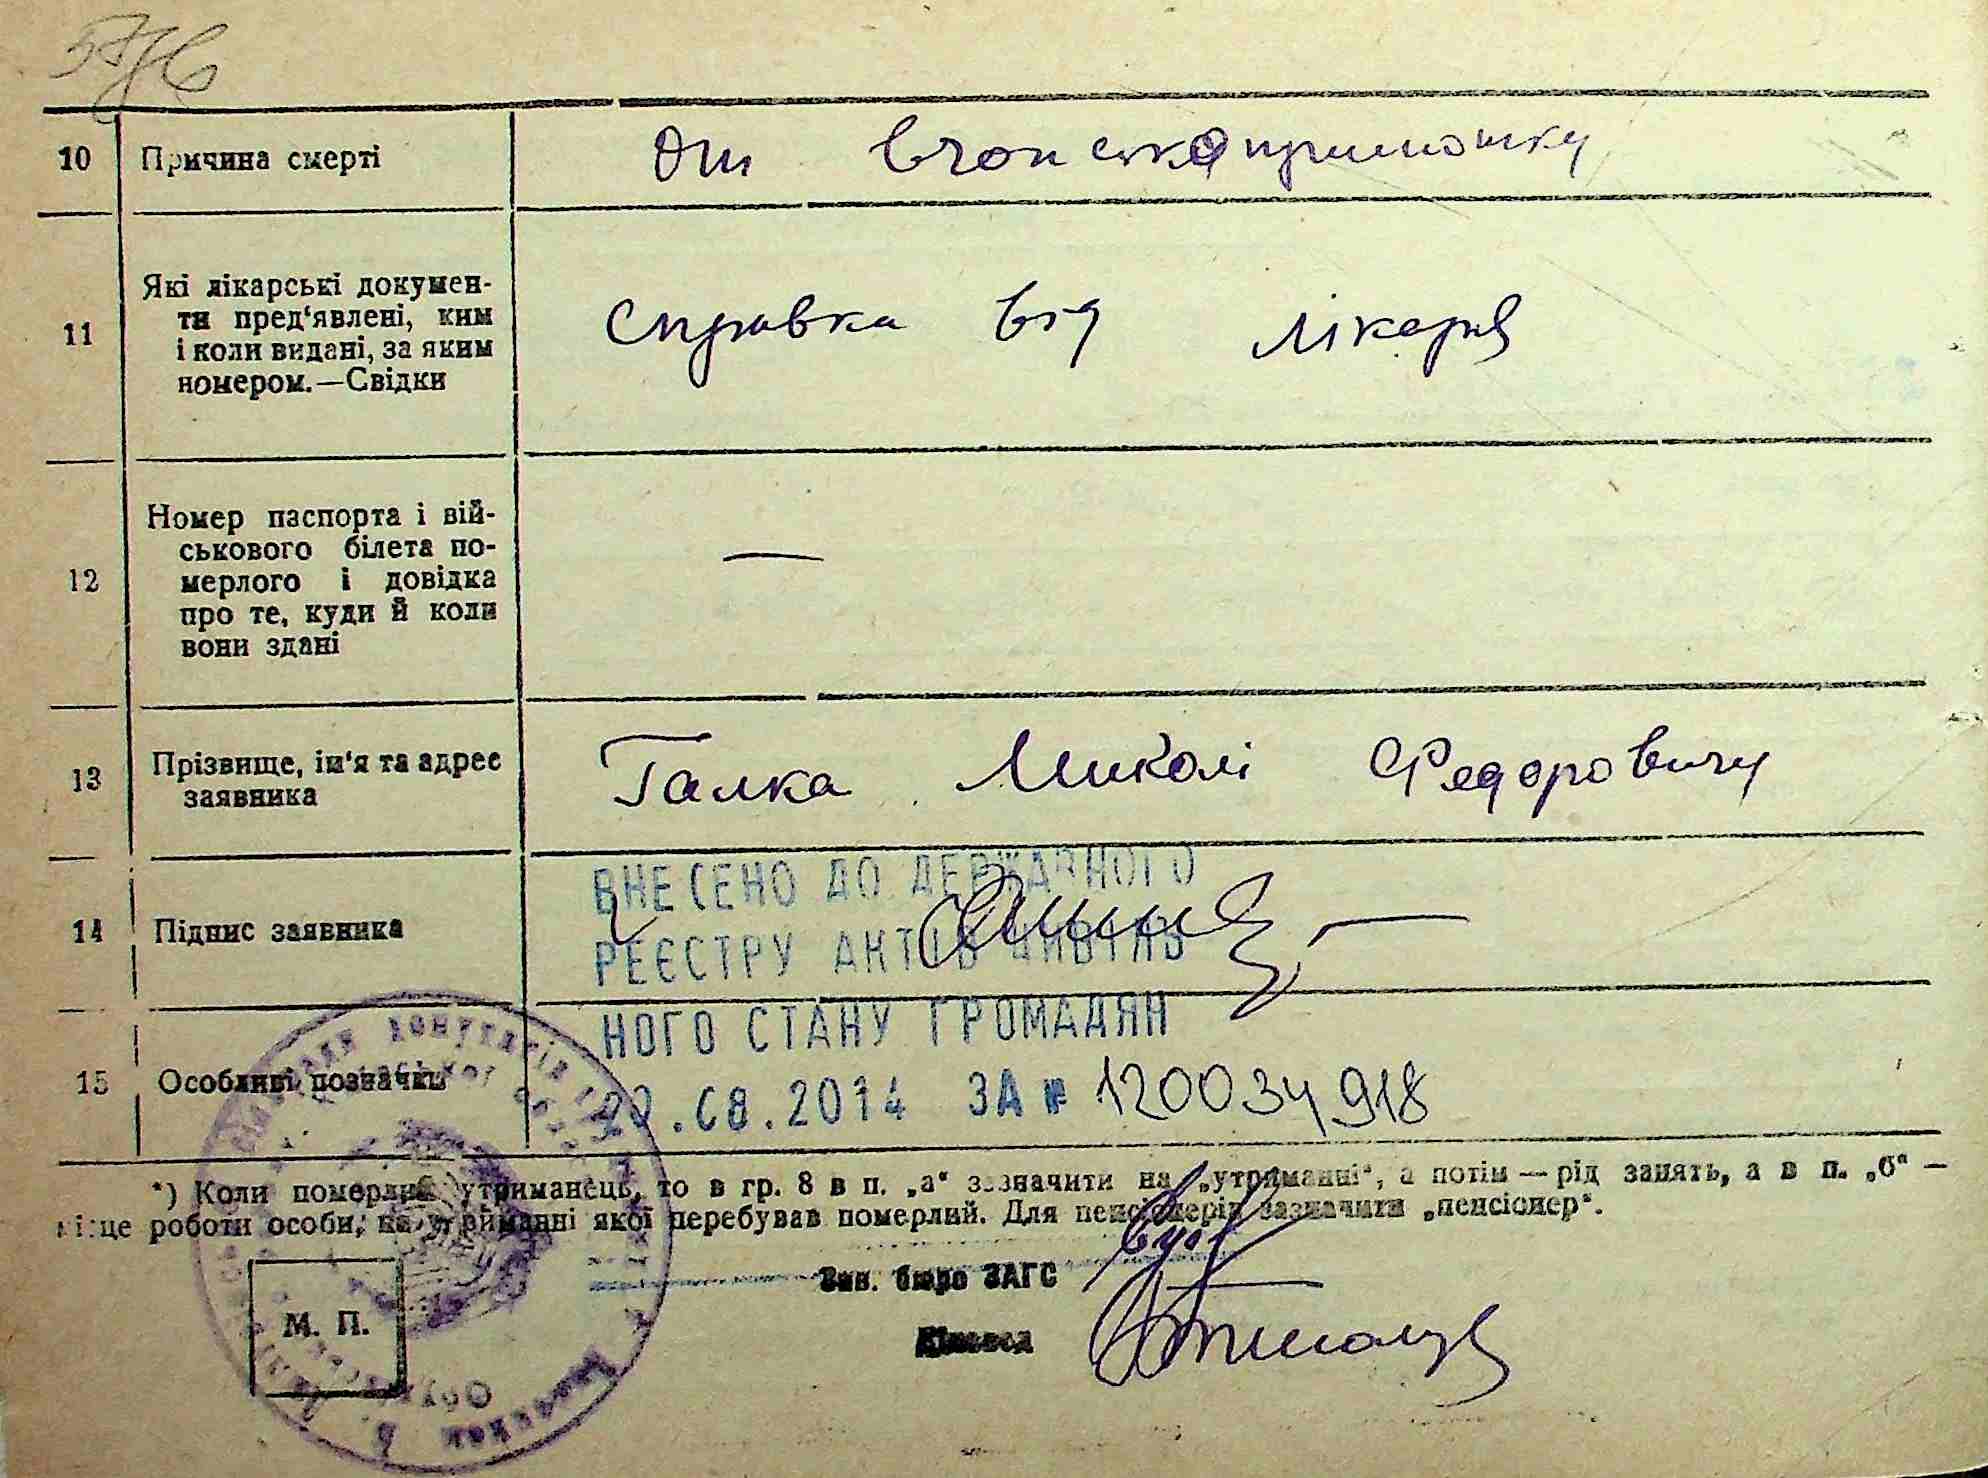 10 Причина смерті
11 Які лікарські докумен-
ти пред‘явлені, ким
і коли видані, за яким
номером.—Свідки
Справка від лікаря
12 Номер паспорта і вій-
ськового білета по-
мерлого і довідка
про те, куди й коли
вони здані
—
13 Прізвище, ім‘я та адрес
заявника
Галка Миколі Федоровичу
14 Підпис заявника
ВНЕСЕНО ДО ДЕРЖАВНОГО
РЕЄСТРУ АКТІВ ЦИВІЛЬ
НОГО СТАНУ ГРОМАДЯН
15 Особливі позначки
.08.2014 ЗА № 120034918
*) Коли померлий утриманець, то в гр. 8 в п. „а“ зазначити на „утриманні“, а потім — рід занять, а в п. „б“ —
місце роботи особи, на утриманні якої перебував померлий. Для пенсіонерів зазначити „пенсіонер“.
Зав. бюро ЗАГС
М. П.
Діловод